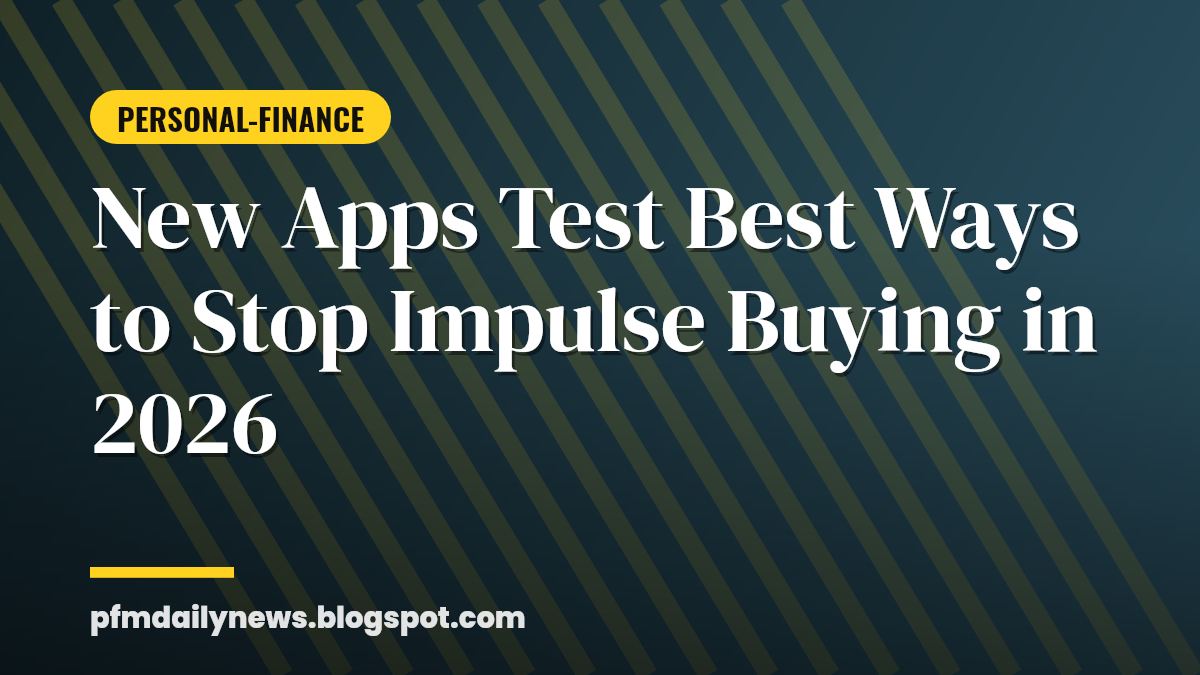 PERSONAL-FINANCE
New Apps Test Best Ways
to Stop Impulse Buying in
2026
pfmdailynews.blogspot.com